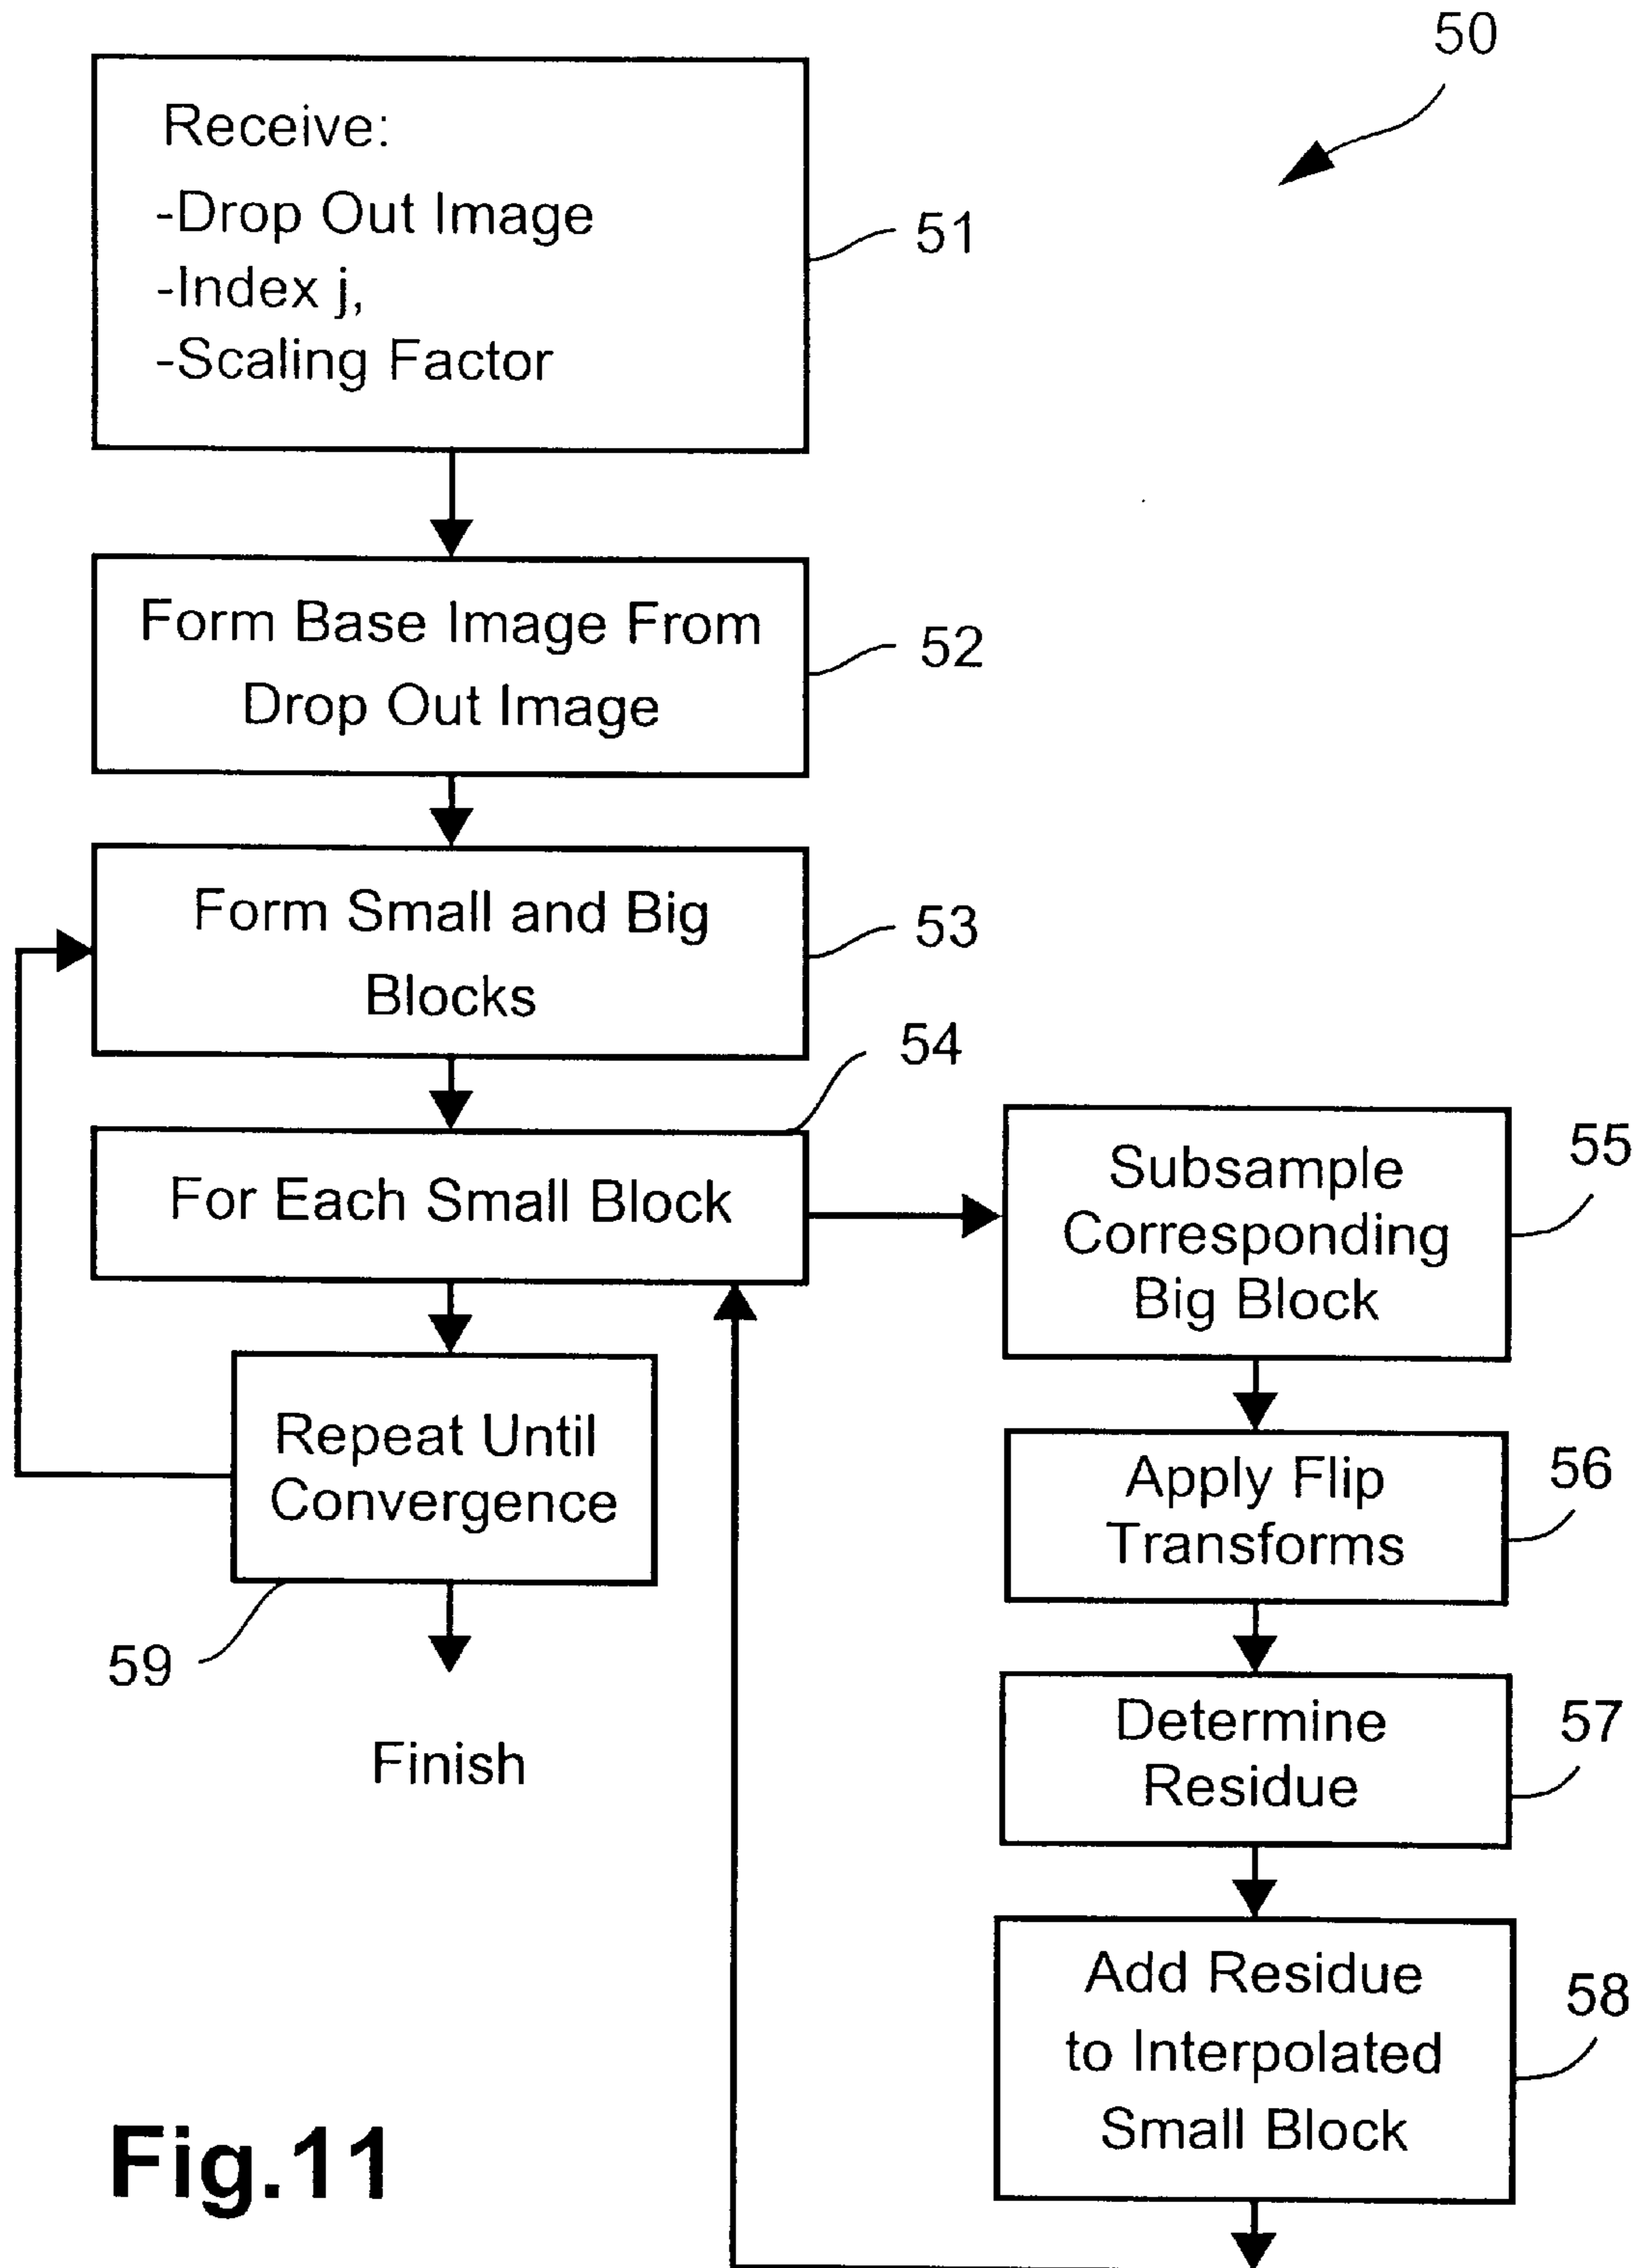 50
Receive:
-Drop Out Image
-Index j,
-Scaling Factor
51
Form Base Image From
Drop Out Image
52
Form Small and Big
Blocks
53
54
For Each Small Block
Subsample
Corresponding
Big Block
55
Apply Flip
Transforms
56
Repeat Until
Convergence
59
Finish
Determine
Residue
57
Add Residue
to Interpolated
Small Block
58
Fig.11